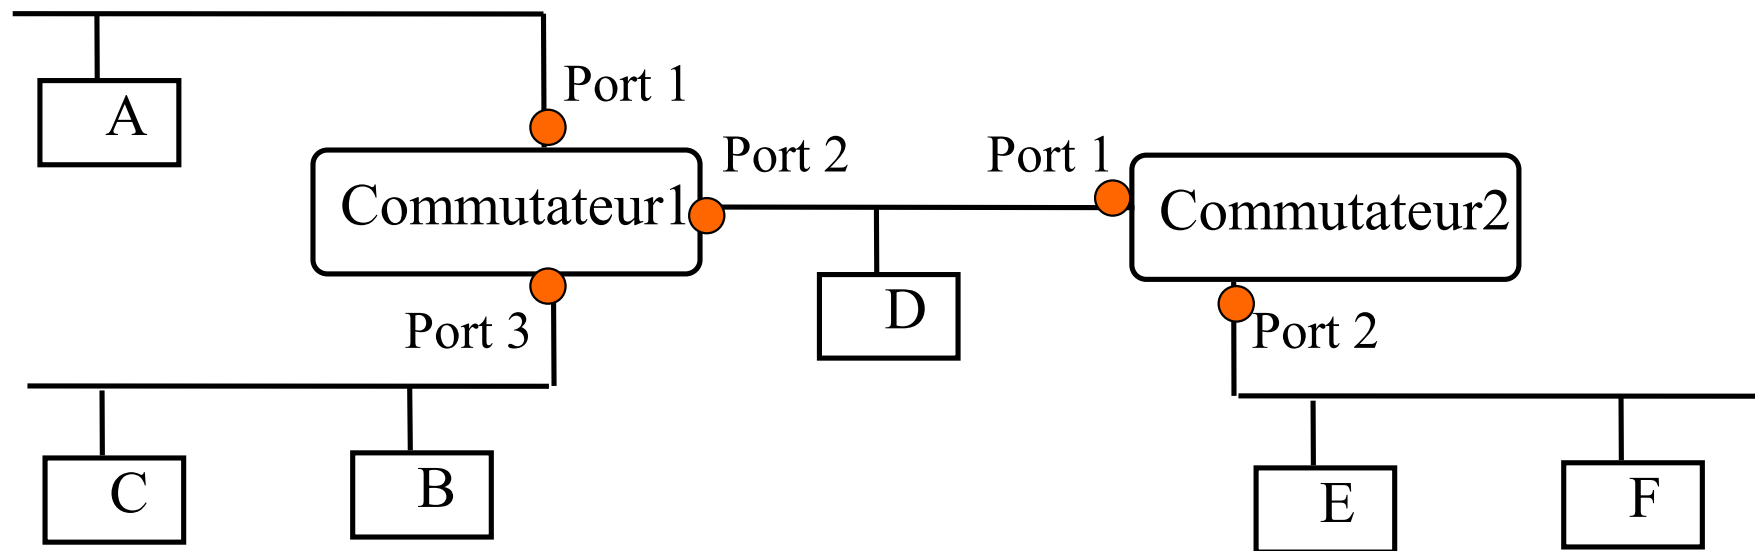 Port 1
A
Port 2
Port 1
Commutateur1
Commutateur2
D
Port 3
Port 2
C
B
E
F